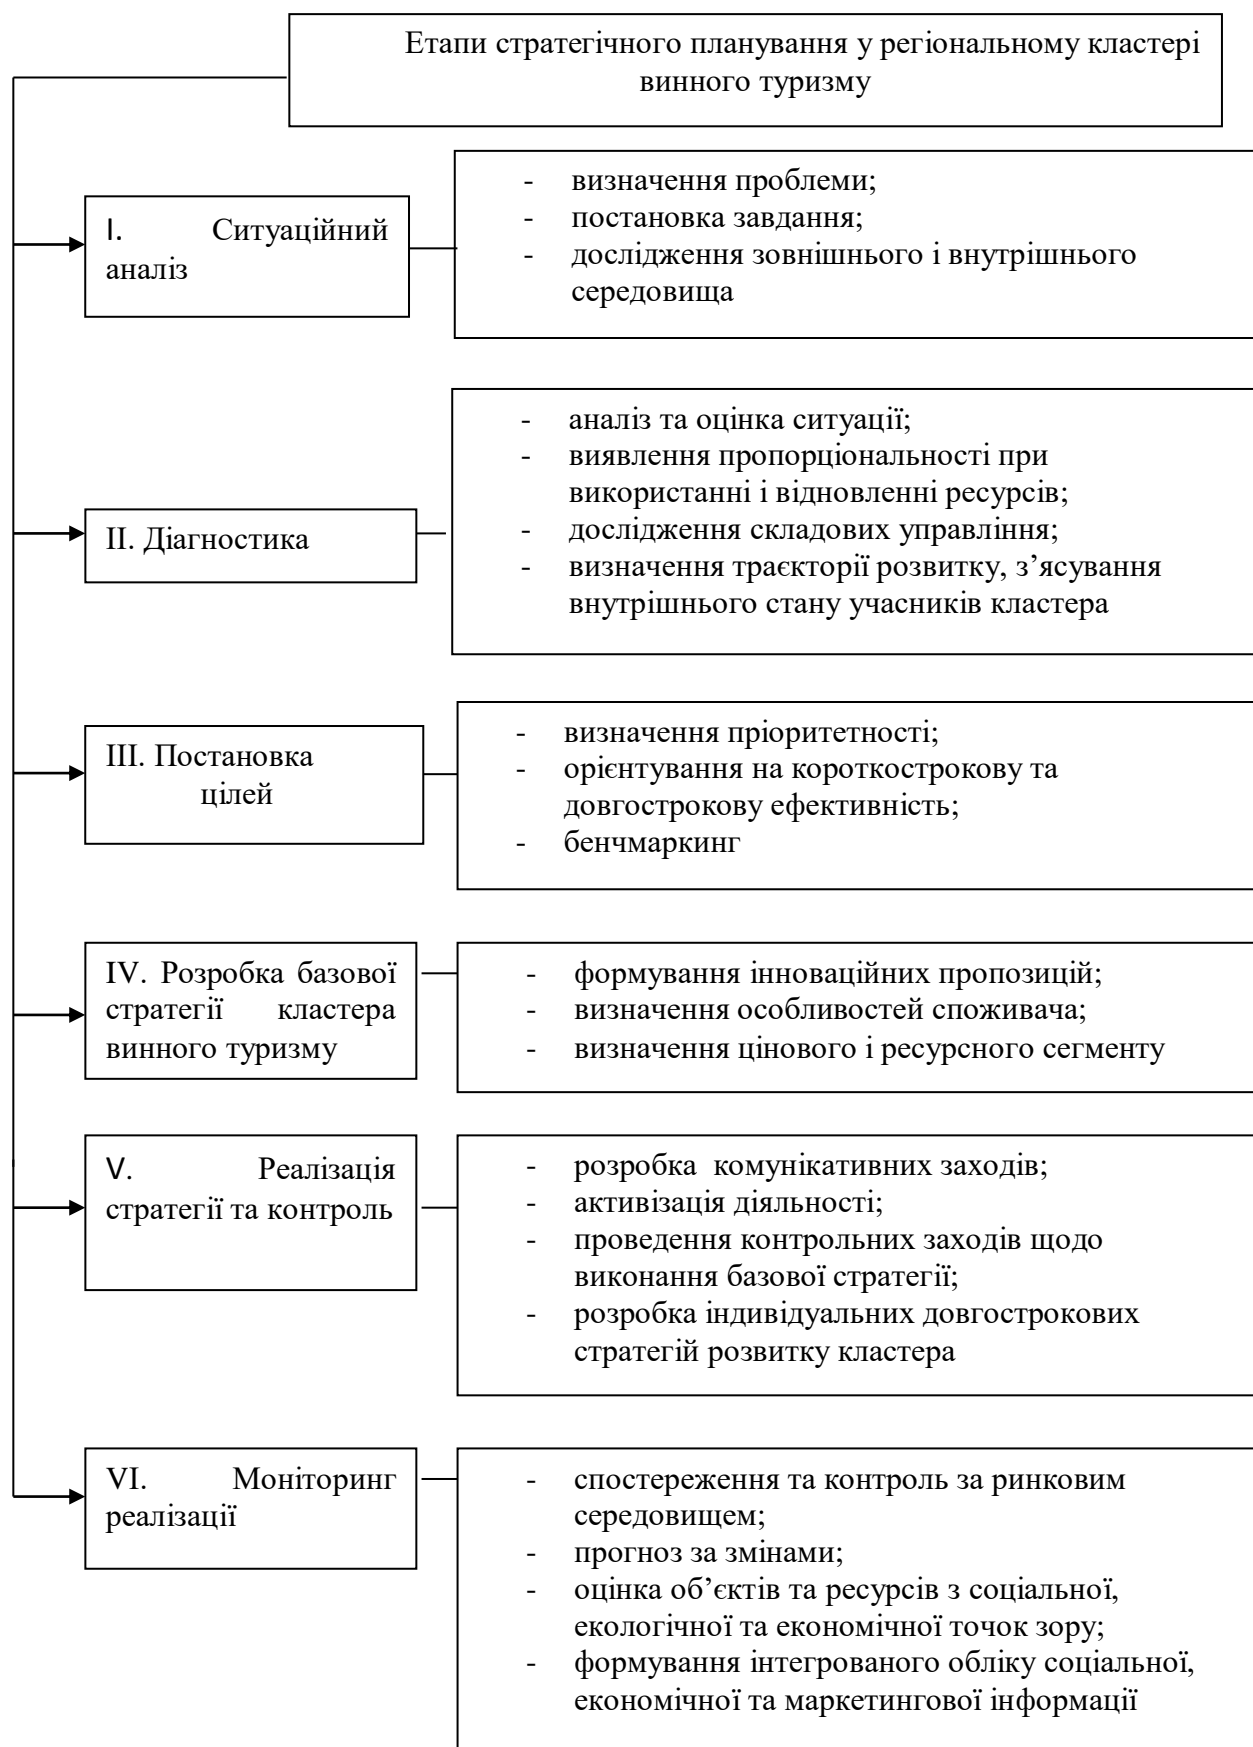 Етапи стратегічного планування у регіональному кластері
винного туризму
I. Ситуаційний
аналіз
- визначення проблеми;
- постановка завдання;
- дослідження зовнішнього і внутрішнього
середовища
II. Діагностика
- аналіз та оцінка ситуації;
- виявлення пропорціональності при
використанні і відновленні ресурсів;
- дослідження складових управління;
- визначення траєкторії розвитку, з’ясування
внутрішнього стану учасників кластера
III. Постановка
цілей
- визначення пріоритетності;
- орієнтування на короткострокову та
довгострокову ефективність;
- бенчмаркинг
IV. Розробка базової
стратегії кластера
винного туризму
- формування інноваційних пропозицій;
- визначення особливостей споживача;
- визначення цінового і ресурсного сегменту
V. Реалізація
стратегії та контроль
- розробка комунікативних заходів;
- активізація діяльності;
- проведення контрольних заходів щодо
виконання базової стратегії;
- розробка індивідуальних довгострокових
стратегій розвитку кластера
VI. Моніторинг
реалізації
- спостереження та контроль за ринковим
середовищем;
- прогноз за змінами;
- оцінка об’єктів та ресурсів з соціальної,
екологічної та економічної точок зору;
- формування інтегрованого обліку соціальної,
економічної та маркетингової інформації